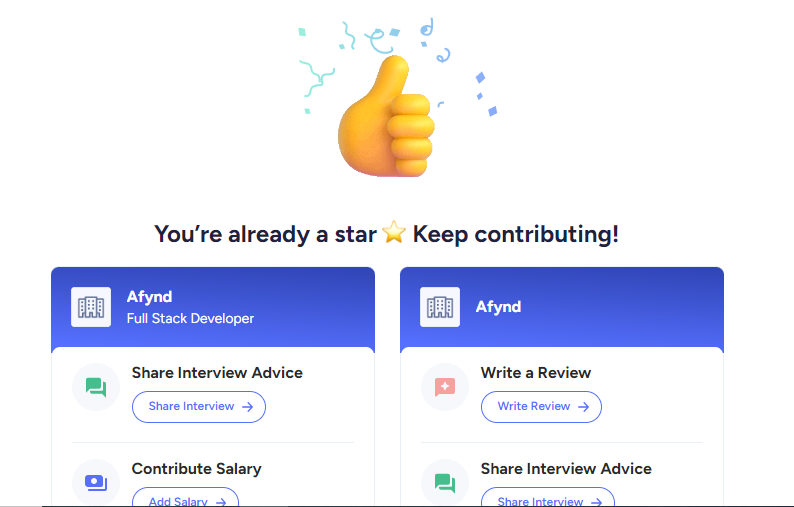 You’re already a star ⭐ Keep contributing!
Afynd
Full Stack Developer
Share Interview Advice
Share Interview →
Contribute Salary
Add Salary →
Afynd
Write a Review
Write Review →
Share Interview Advice
Share Interview →